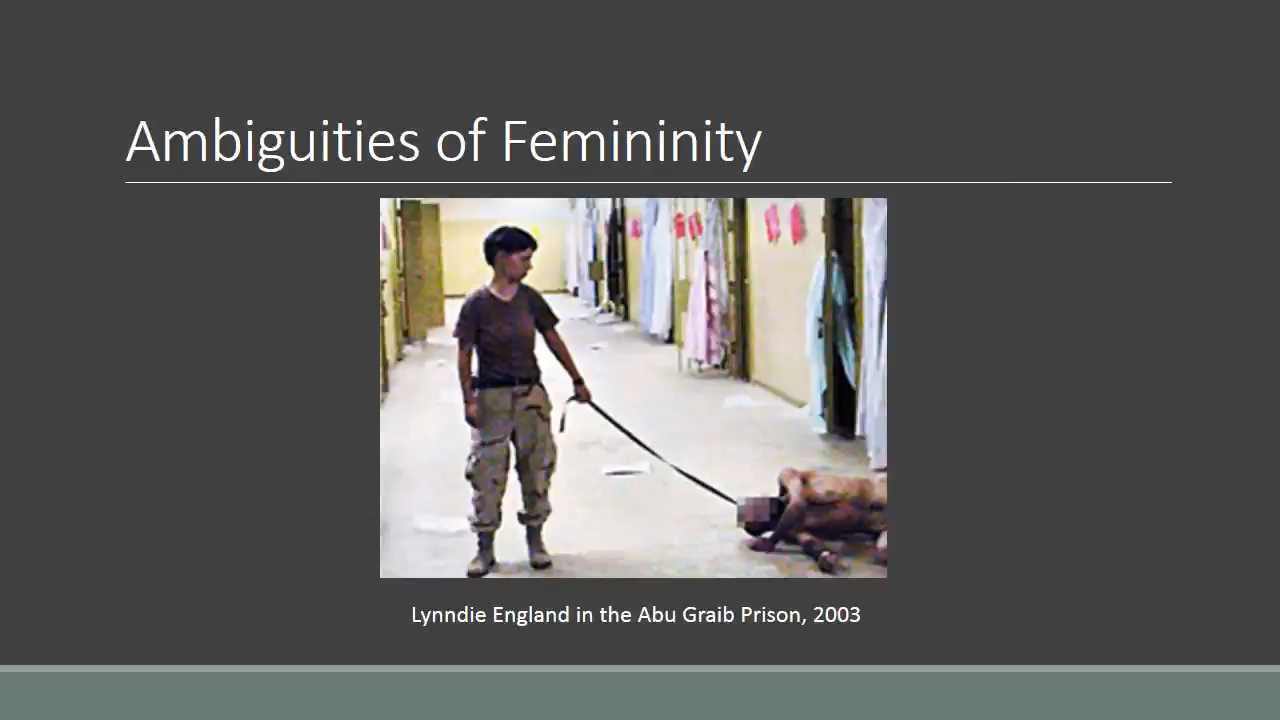 Ambiguities of Femininity
Lynndie England in the Abu Graib Prison, 2003